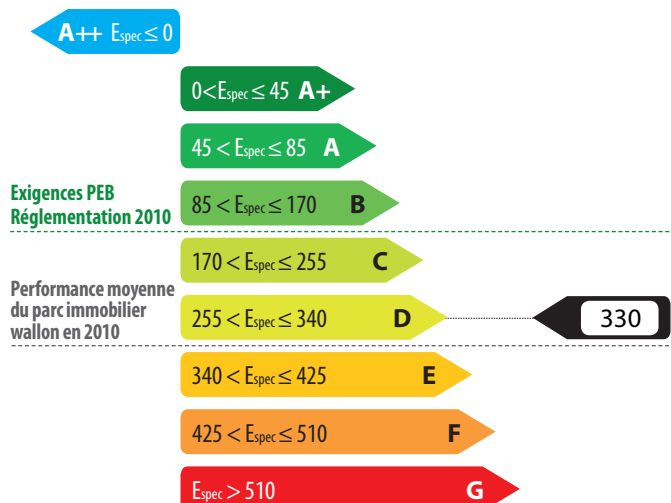 A++ Espec ≤ 0
0<Espec ≤ 45 A+
45 < Espec ≤ 85 A
Exigences PEB
Réglementation 2010
85 < Espec ≤ 170 B
170 < Espec ≤ 255 C
Performance moyenne
du parc immobilier
wallon en 2010
255 < Espec ≤ 340 D
330
340 < Espec ≤ 425 E
425 < Espec ≤ 510 F
Espec > 510 G